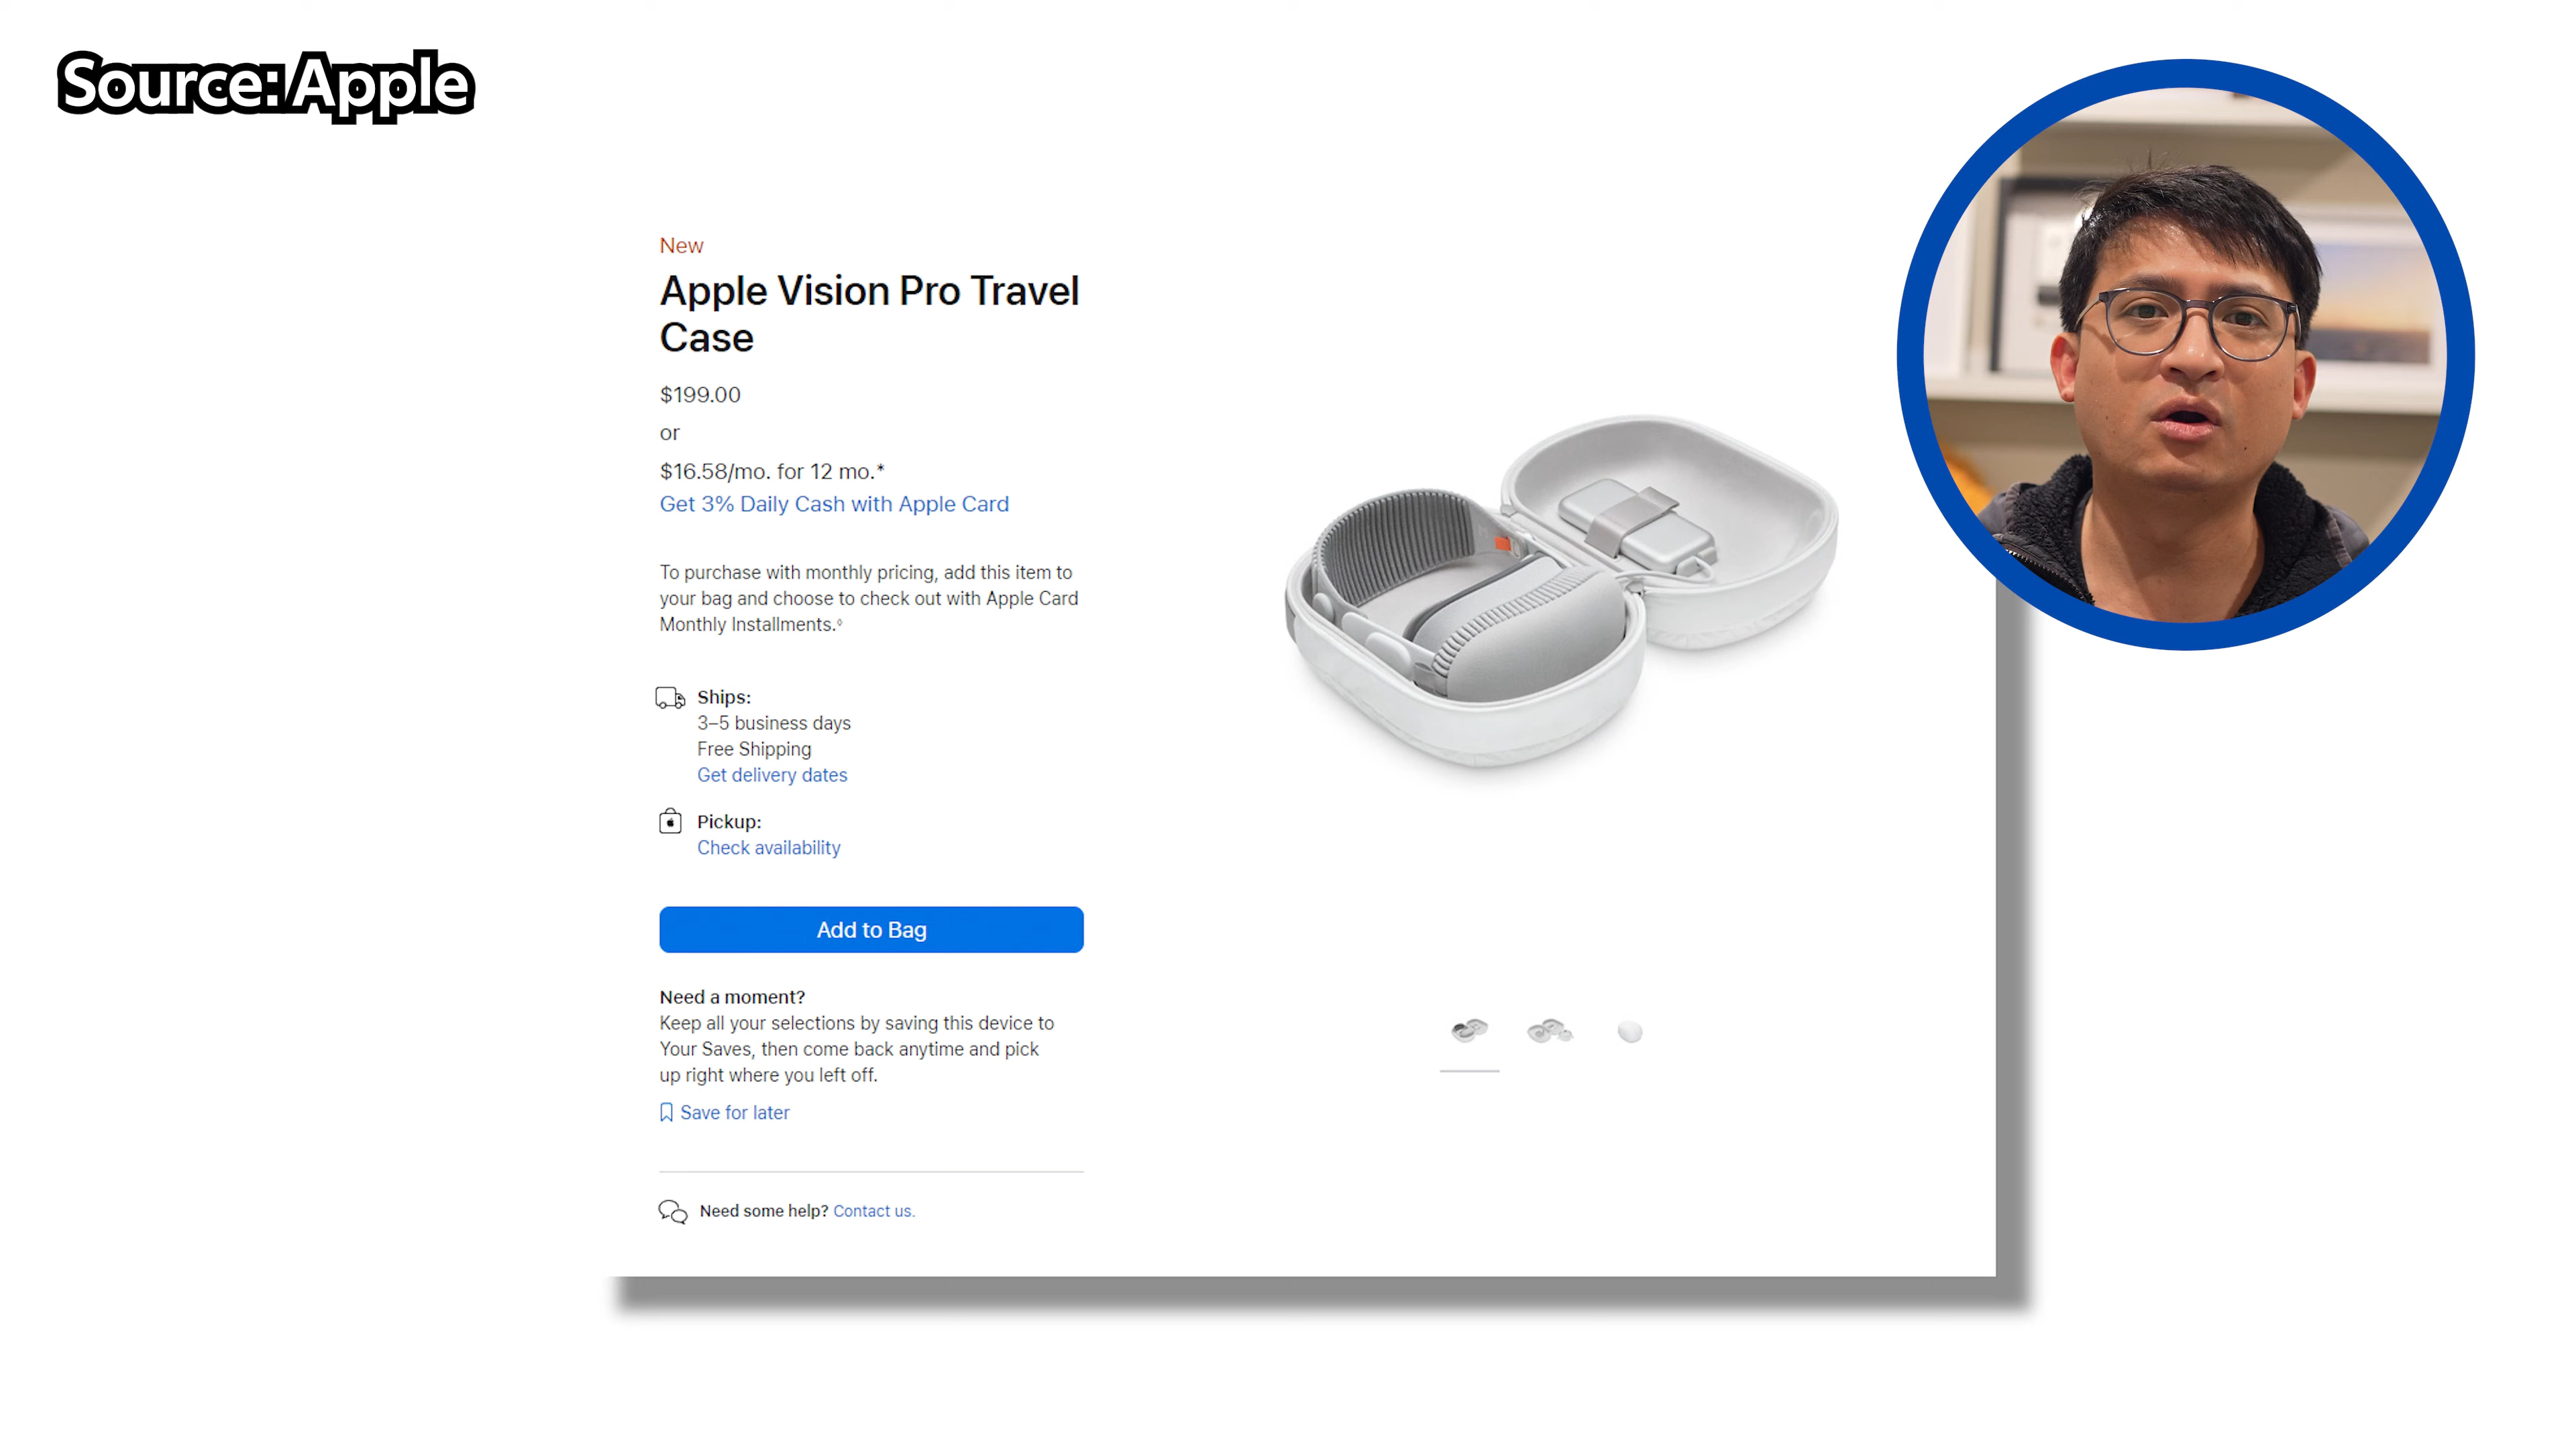 Source: Apple
New
Apple Vision Pro Travel
Case
$199.00
or
$16.58/mo. for 12 mo.*
Get 3% Daily Cash with Apple Card
To purchase with monthly pricing, add this item to
your bag and choose to check out with Apple Card
Monthly Installments.◊
Ships:
3–5 business days
Free Shipping
Get delivery dates
Pickup:
Check availability
Add to Bag
Need a moment?
Keep all your selections by saving this device to
Your Saves, then come back anytime and pick
up right where you left off.
Save for later
Need some help? Contact us.